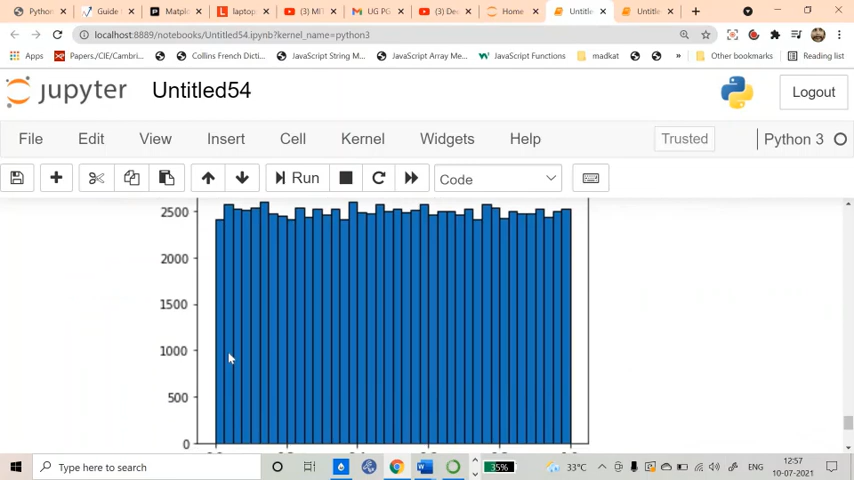 Python
Guide
Matpl
laptop
(3) MIT
UG PG
(3) De
Home
Untitle
Untitle
localhost:8889/notebooks/Untitled54.ipynb?kernel_name=python3
Apps
Papers./CIE/Cambri...
Collins French Dict...
JavaScript String M...
JavaScript Array Me...
JavaScript Functions
madkat
Other bookmarks
Reading list
jupyter
Untitled54
Logout
File
Edit
View
Insert
Cell
Kernel
Widgets
Help
Trusted
Python 3
Run
Code
2500
2000
1500
1000
500
0
Type here to search
35%
33°C
ENG
12:57
10-07-2021